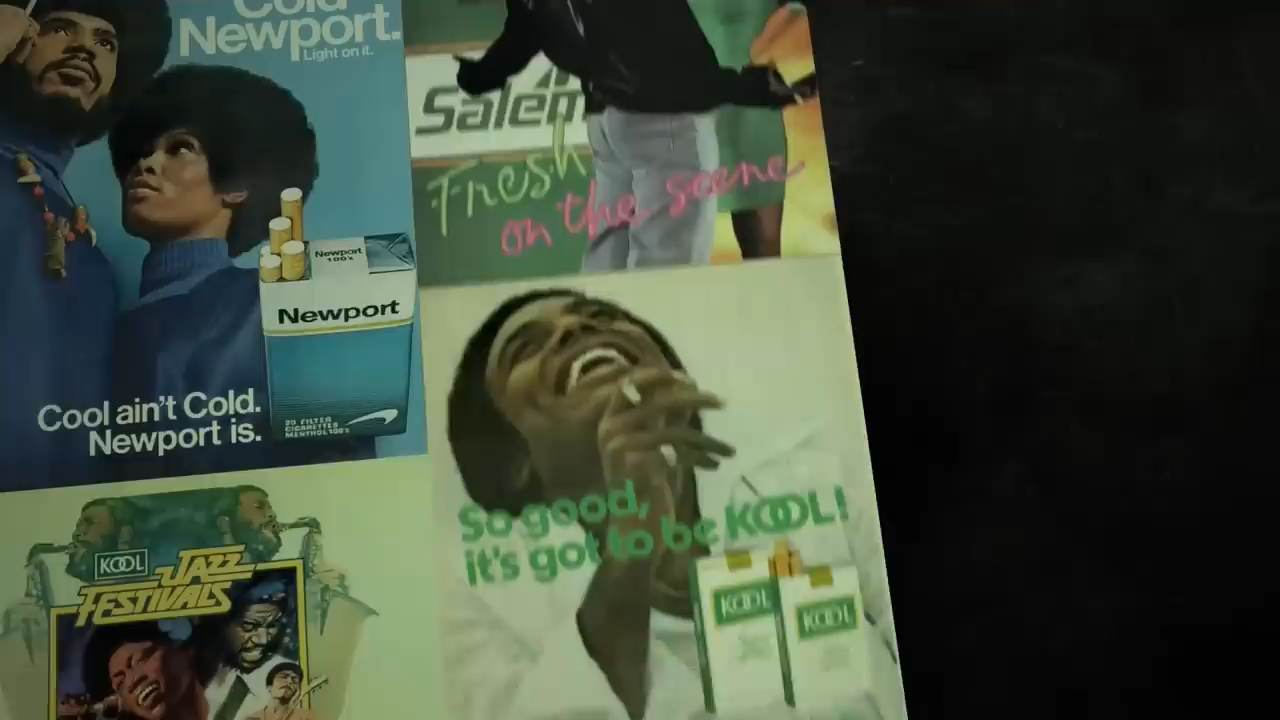 Cold
Newport.
Light on it.
Newport
100's
Newport
20 FILTER
CIGARETTES
MENTHOL 100's
Cool ain't Cold.
Newport is.
Salem
Fresh
on the scene
So good,
it's got to be KOOL!
KOOL
KOOL
KOOL
JAZZ
FESTIVALS